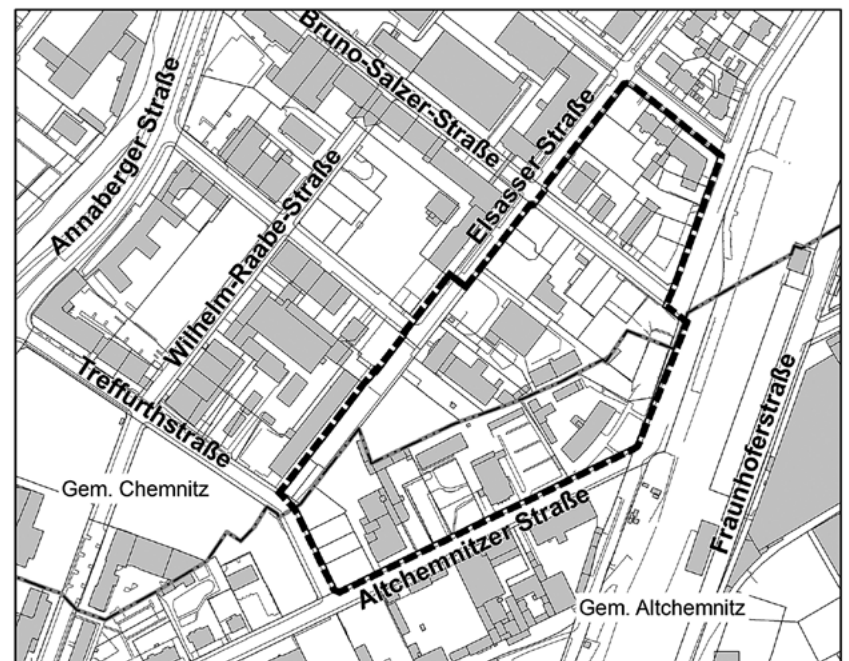 Bruno-Salzer-Straße
Annaberger Straße
Elsasser Straße
Wilhelm-Raabe-Straße
Treffurthstraße
Fraunhoferstraße
Gem. Chemnitz
Altchemnitzer Straße
Gem. Altchemnitz